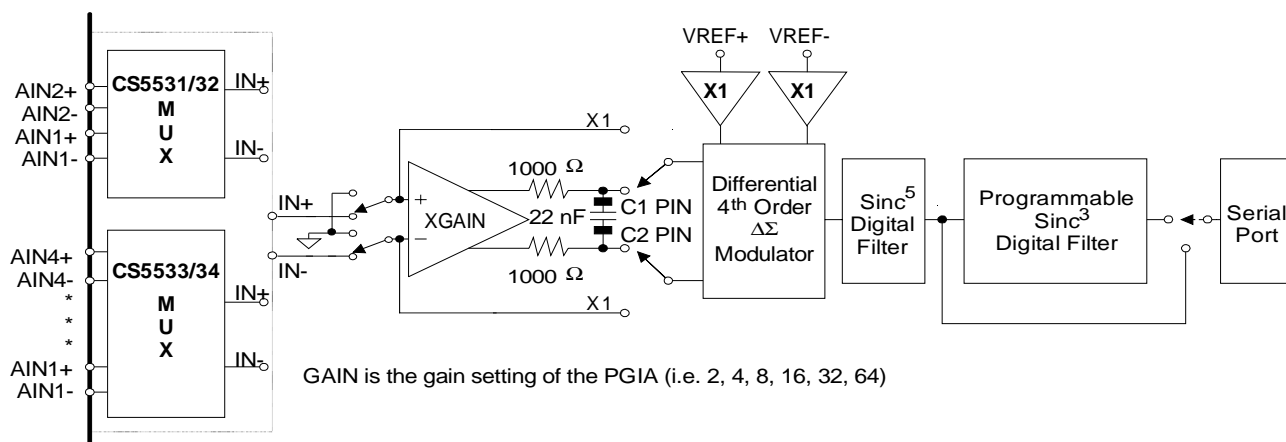 VREF+
VREF-
X1
X1
CS5531/32
M
U
X
IN+
IN-
AIN2+
AIN2-
AIN1+
AIN1-
X1
1000 Ω
IN+
+
XGAIN
−
22 nF
C1 PIN
C2 PIN
IN-
1000 Ω
X1
Differential
4th Order
ΔΣ
Modulator
Sinc5
Digital
Filter
Programmable
Sinc3
Digital Filter
Serial
Port
CS5533/34
M
U
X
IN+
IN-
AIN4+
AIN4-
*
*
*
AIN1+
AIN1-
GAIN is the gain setting of the PGIA (i.e. 2, 4, 8, 16, 32, 64)